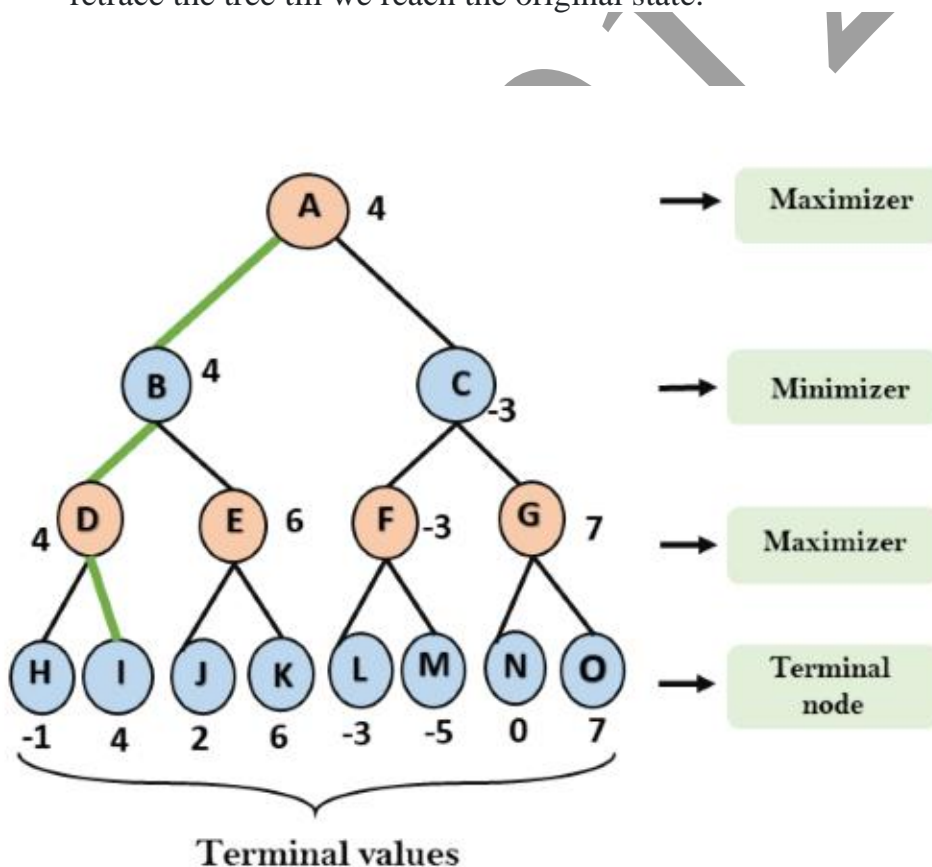 retrace the tree till we reach the original state.
A 4 Maximizer
B 4 C -3 Minimizer
D 4 E 6 F -3 G 7 Maximizer
H I J K L M N O Terminal node
-1 4 2 6 -3 -5 0 7
Terminal values